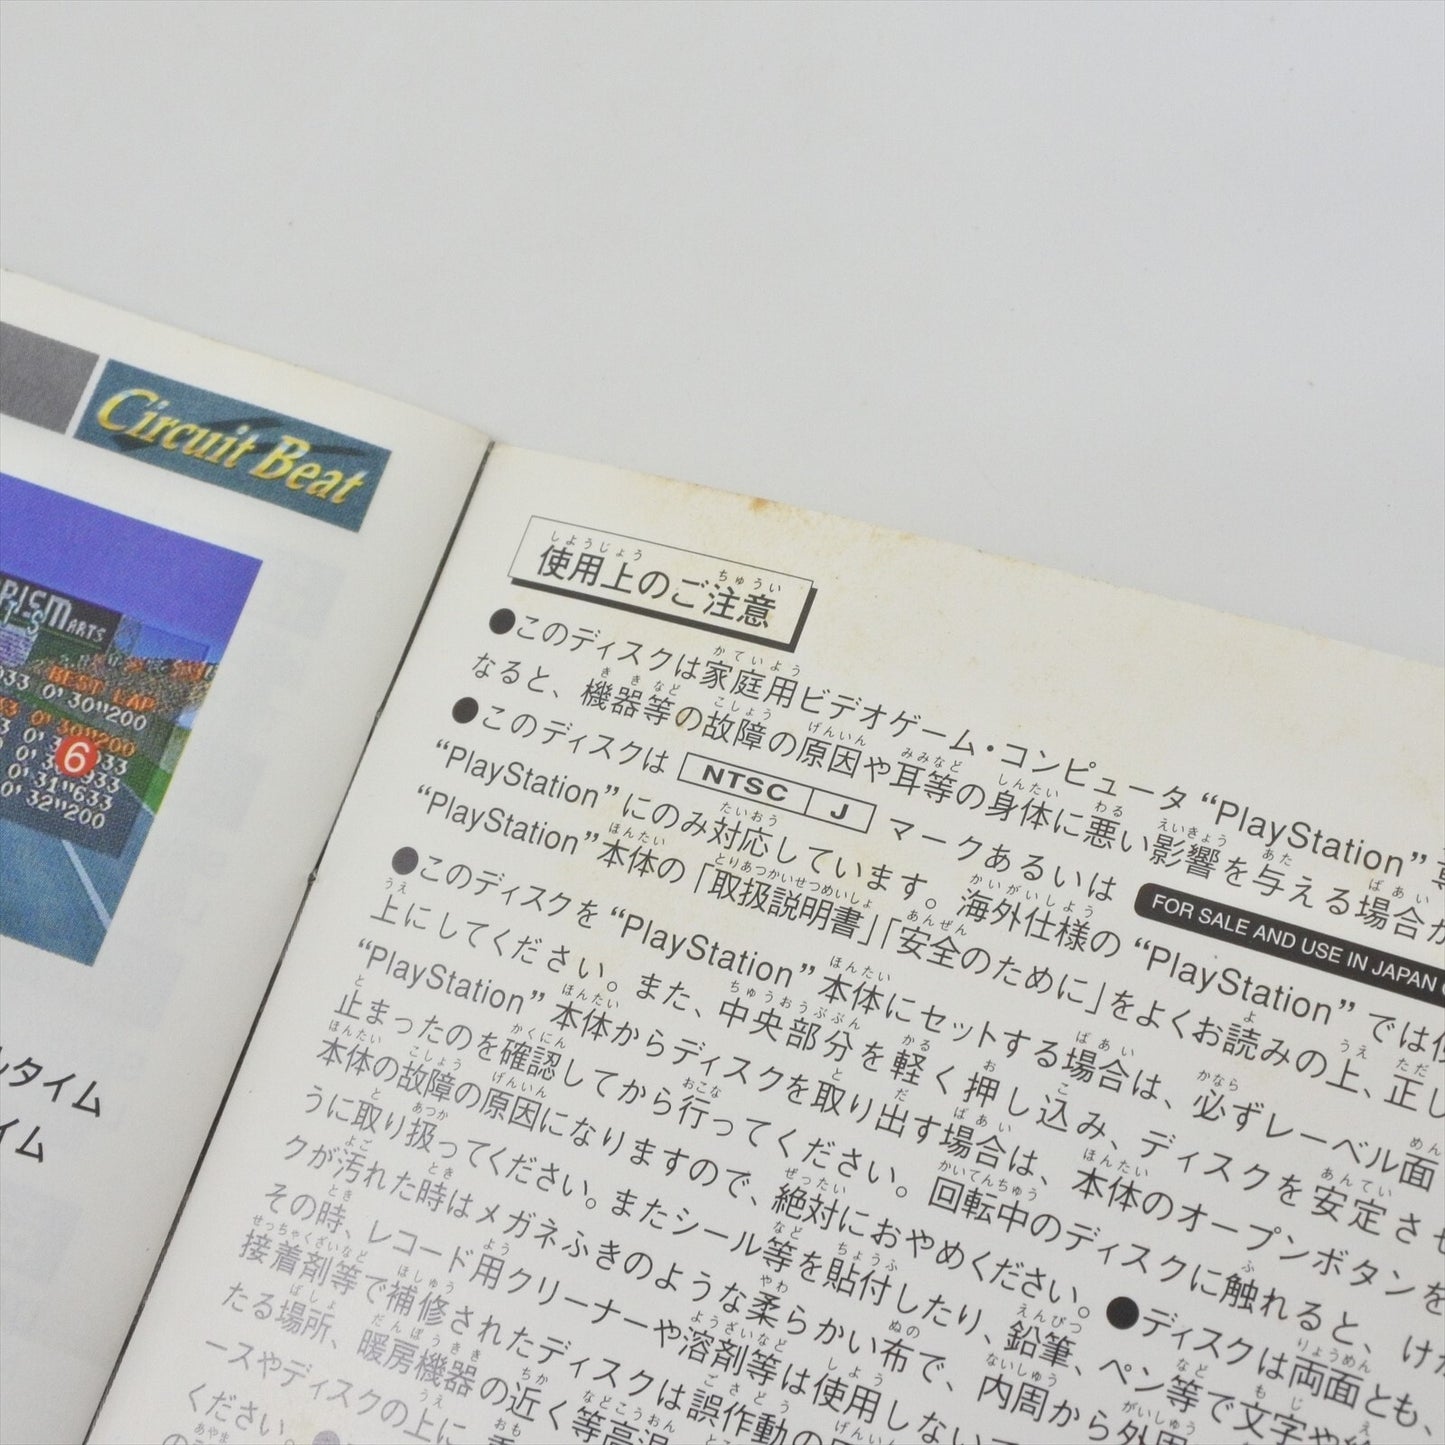 Circuit Beat
PRISM ARTS
BEST LAP
0'30"200
0'30"200
6
0'31"633
0'32"200
ルタイム
イム
使用上のご注意
●このディスクは家庭用ビデオゲーム・コンピュータ“PlayStation”専
なると、機器等の故障の原因や耳等の身体に悪い影響を与える場合が
●このディスクは NTSC J マークあるいは FOR SALE AND USE IN JAPAN
“PlayStation”にのみ対応しています。海外仕様の“PlayStation”では使
“PlayStation”本体の「取扱説明書」「安全のために」をよくお読みの上、正し
●このディスクを“PlayStation”本体にセットする場合は、必ずレーベル面
上にしてください。また、中央部分を軽く押し込み、ディスクを安定させ
“PlayStation”本体からディスクを取り出す場合は、本体のオープンボタンを
止まったのを確認してから行ってください。回転中のディスクに触れると、けが
本体の故障の原因になりますので、絶対におやめください。●ディスクは両面とも、
うに取り扱ってください。またシール等を貼付したり、鉛筆、ペン等で文字や
クが汚れた時はメガネふきのような柔らかい布で、内周から外周
その時、レコード用クリーナーや溶剤等は使用しない
接着剤等で補修されたディスクは誤作動の
たる場所、暖房機器の近く等高温
ースやディスクの上に
ください。